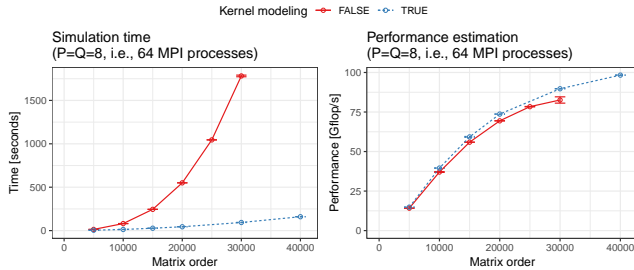 Kernel modeling FALSE TRUE
Simulation time
(P=Q=8, i.e., 64 MPI processes)
Time [seconds]
1500
1000
500
0
0 10000 20000 30000 40000
Matrix order
Performance estimation
(P=Q=8, i.e., 64 MPI processes)
Performance [Gflop/s]
100
75
50
25
0
0 10000 20000 30000 40000
Matrix order